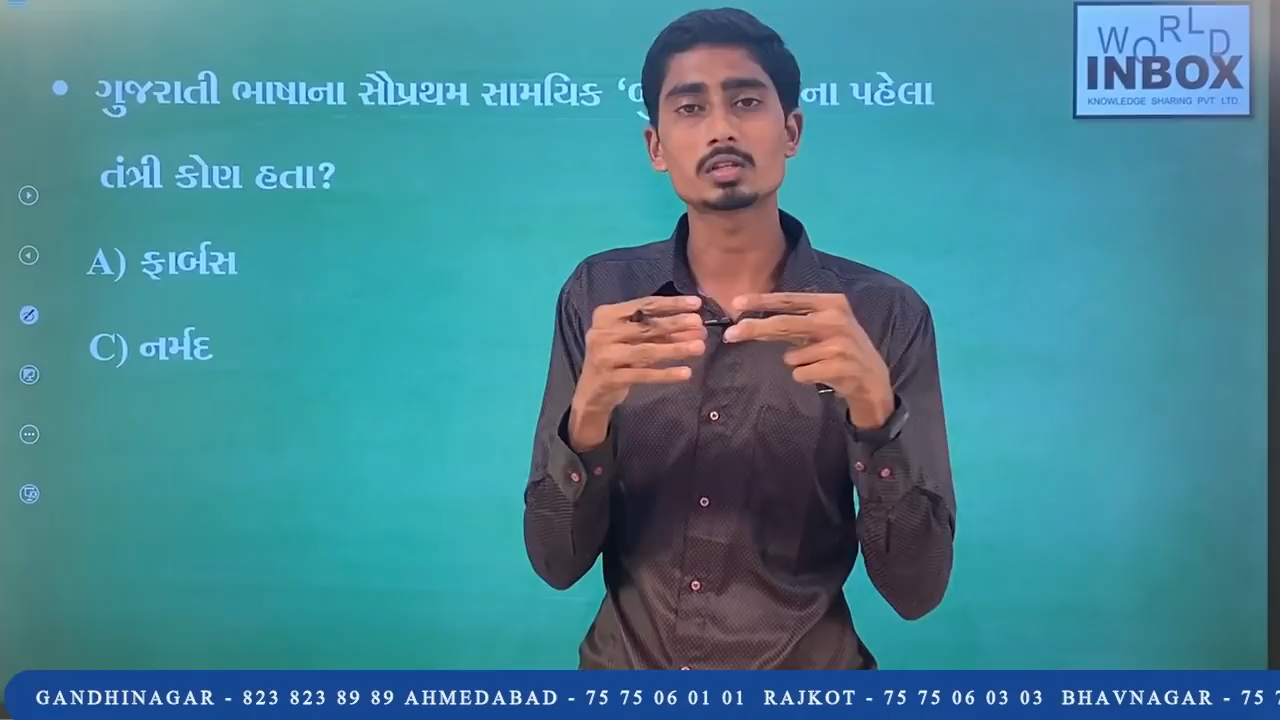 WORLD
INBOX
KNOWLEDGE SHARING PVT. LTD.
ગુજરાતી ભાષાના સૌપ્રથમ સામયિક ના પહેલા
તંત્રી કોણ હતા?
A) ફાર્બસ
C) નર્મદ
GANDHINAGAR - 823 823 89 89 AHMEDABAD - 75 75 06 01 01 RAJKOT - 75 75 06 03 03 BHAVNAGAR - 75